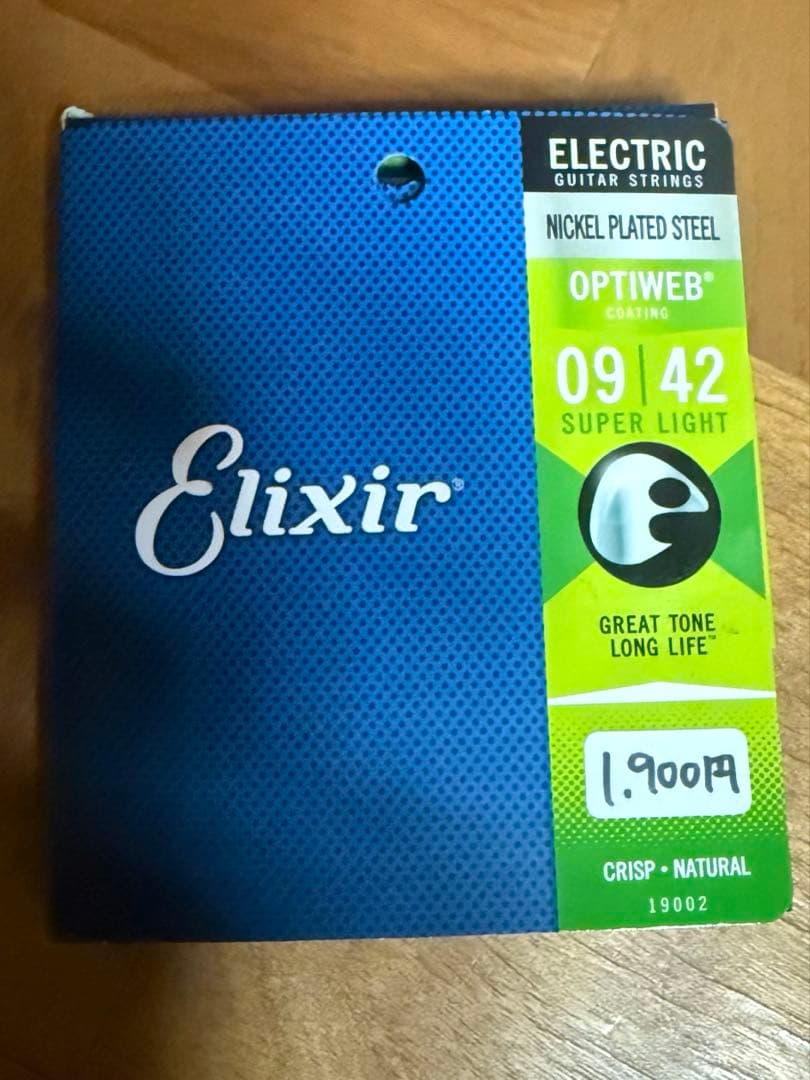 Elixir®
ELECTRIC
GUITAR STRINGS
NICKEL PLATED STEEL
OPTIWEB®
COATING
09|42
SUPER LIGHT
GREAT TONE
LONG LIFE™
1.900円
CRISP • NATURAL
19002